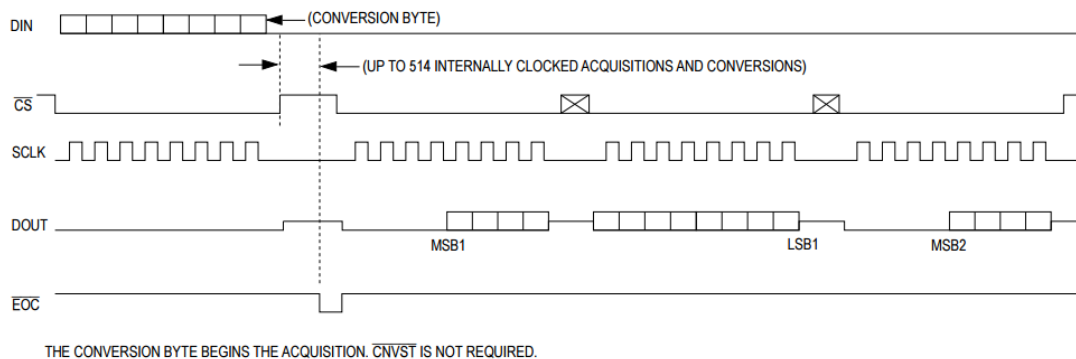 DIN
(CONVERSION BYTE)
(UP TO 514 INTERNALLY CLOCKED ACQUISITIONS AND CONVERSIONS)
CS
SCLK
DOUT
MSB1
LSB1
MSB2
EOC
THE CONVERSION BYTE BEGINS THE ACQUISITION. CNVST IS NOT REQUIRED.